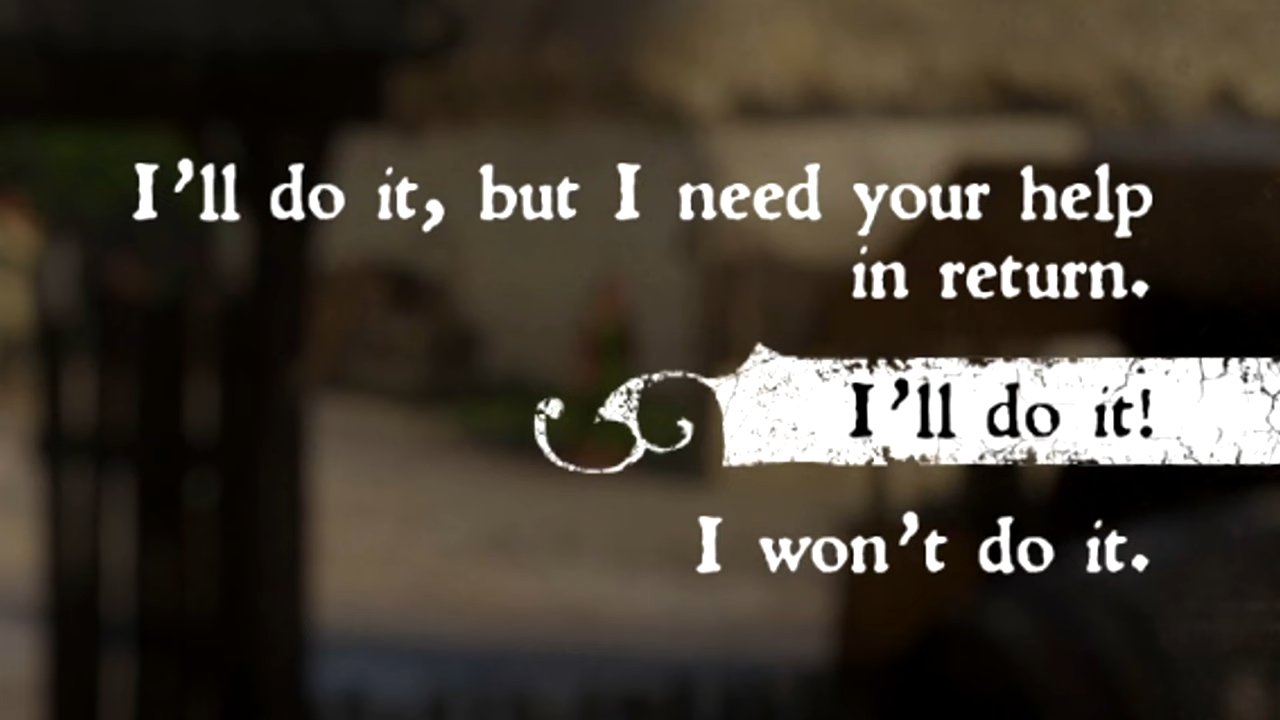 I'll do it, but I need your help
in return.
I'll do it!
I won't do it.